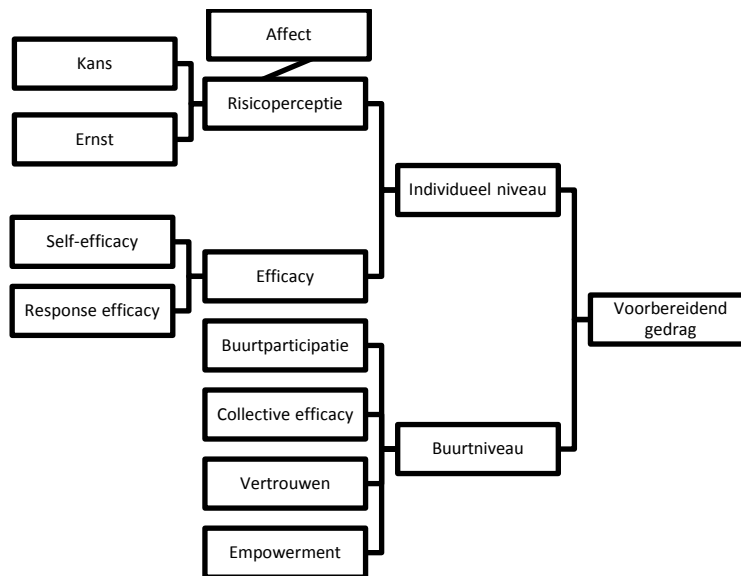 Affect
Kans
Risicoperceptie
Ernst
Individueel niveau
Self-efficacy
Efficacy
Response efficacy
Voorbereidend
gedrag
Buurtparticipatie
Collective efficacy
Buurtniveau
Vertrouwen
Empowerment